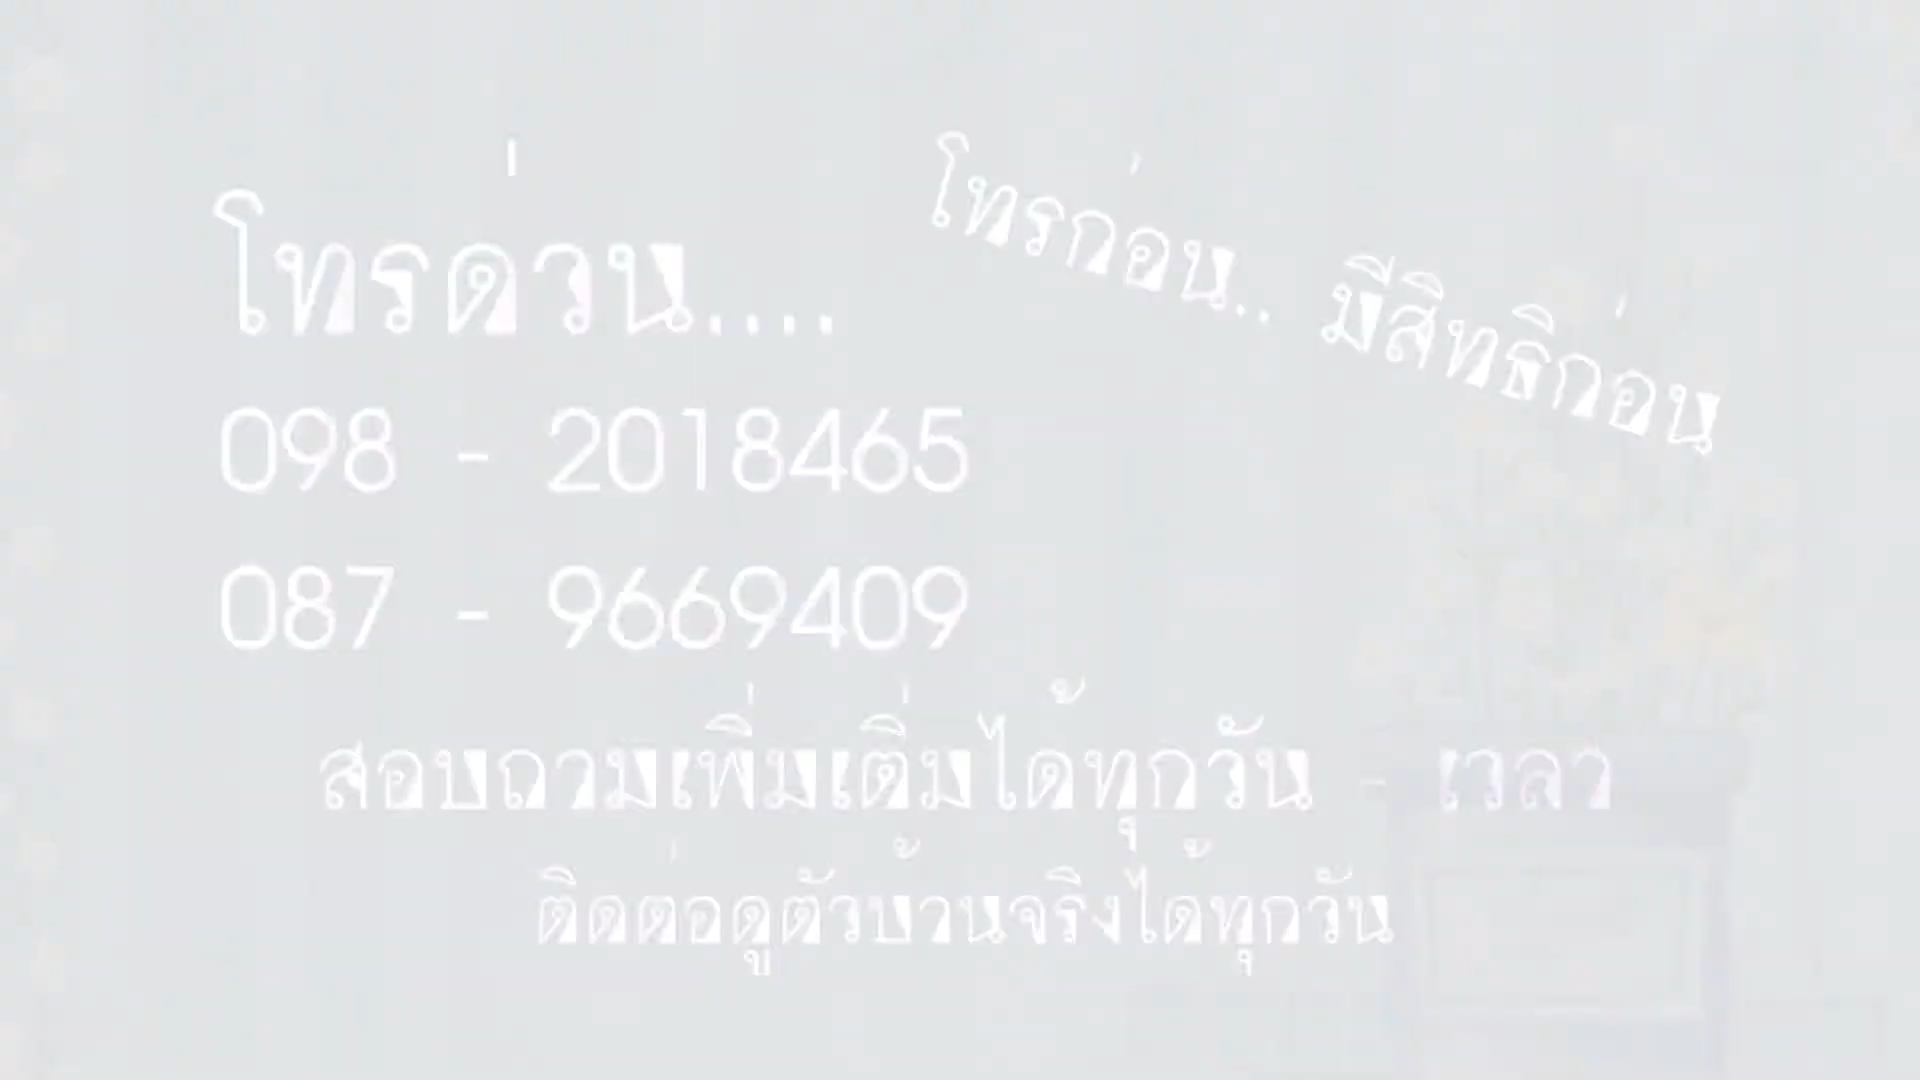 โทรด่วน....
โทรก่อน.. มีสิทธิก่อน
098 - 2018465
087 - 9669409
สอบถามเพิ่มเติ่มได้ทุกวัน - เวลา
ติดต่อดูตัวบ้านจริงได้ทุกวัน